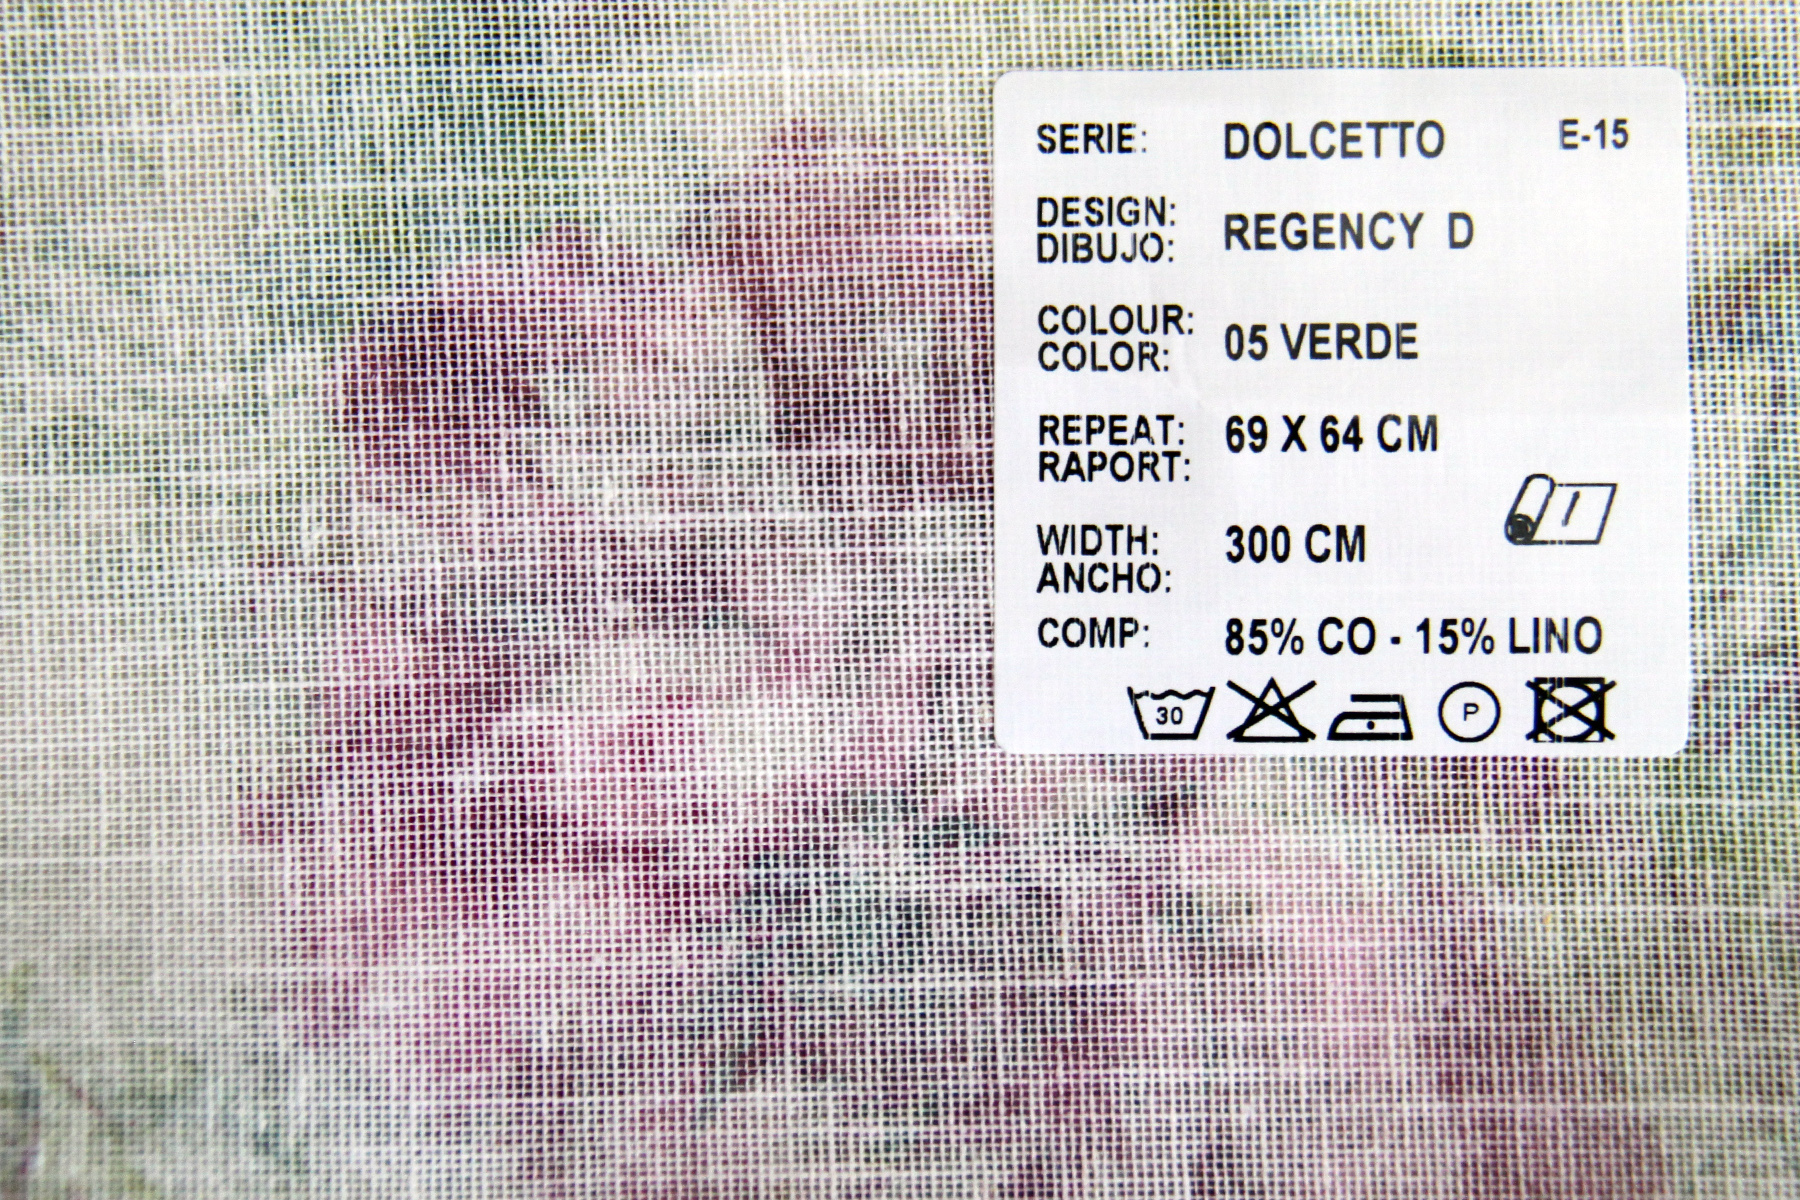 SERIE: DOLCETTO E-15
DESIGN:
DIBUJO: REGENCY D
COLOUR:
COLOR: 05 VERDE
REPEAT: 69 X 64 CM
RAPORT:
WIDTH: 300 CM
ANCHO:
COMP: 85% CO - 15% LINO
30 P